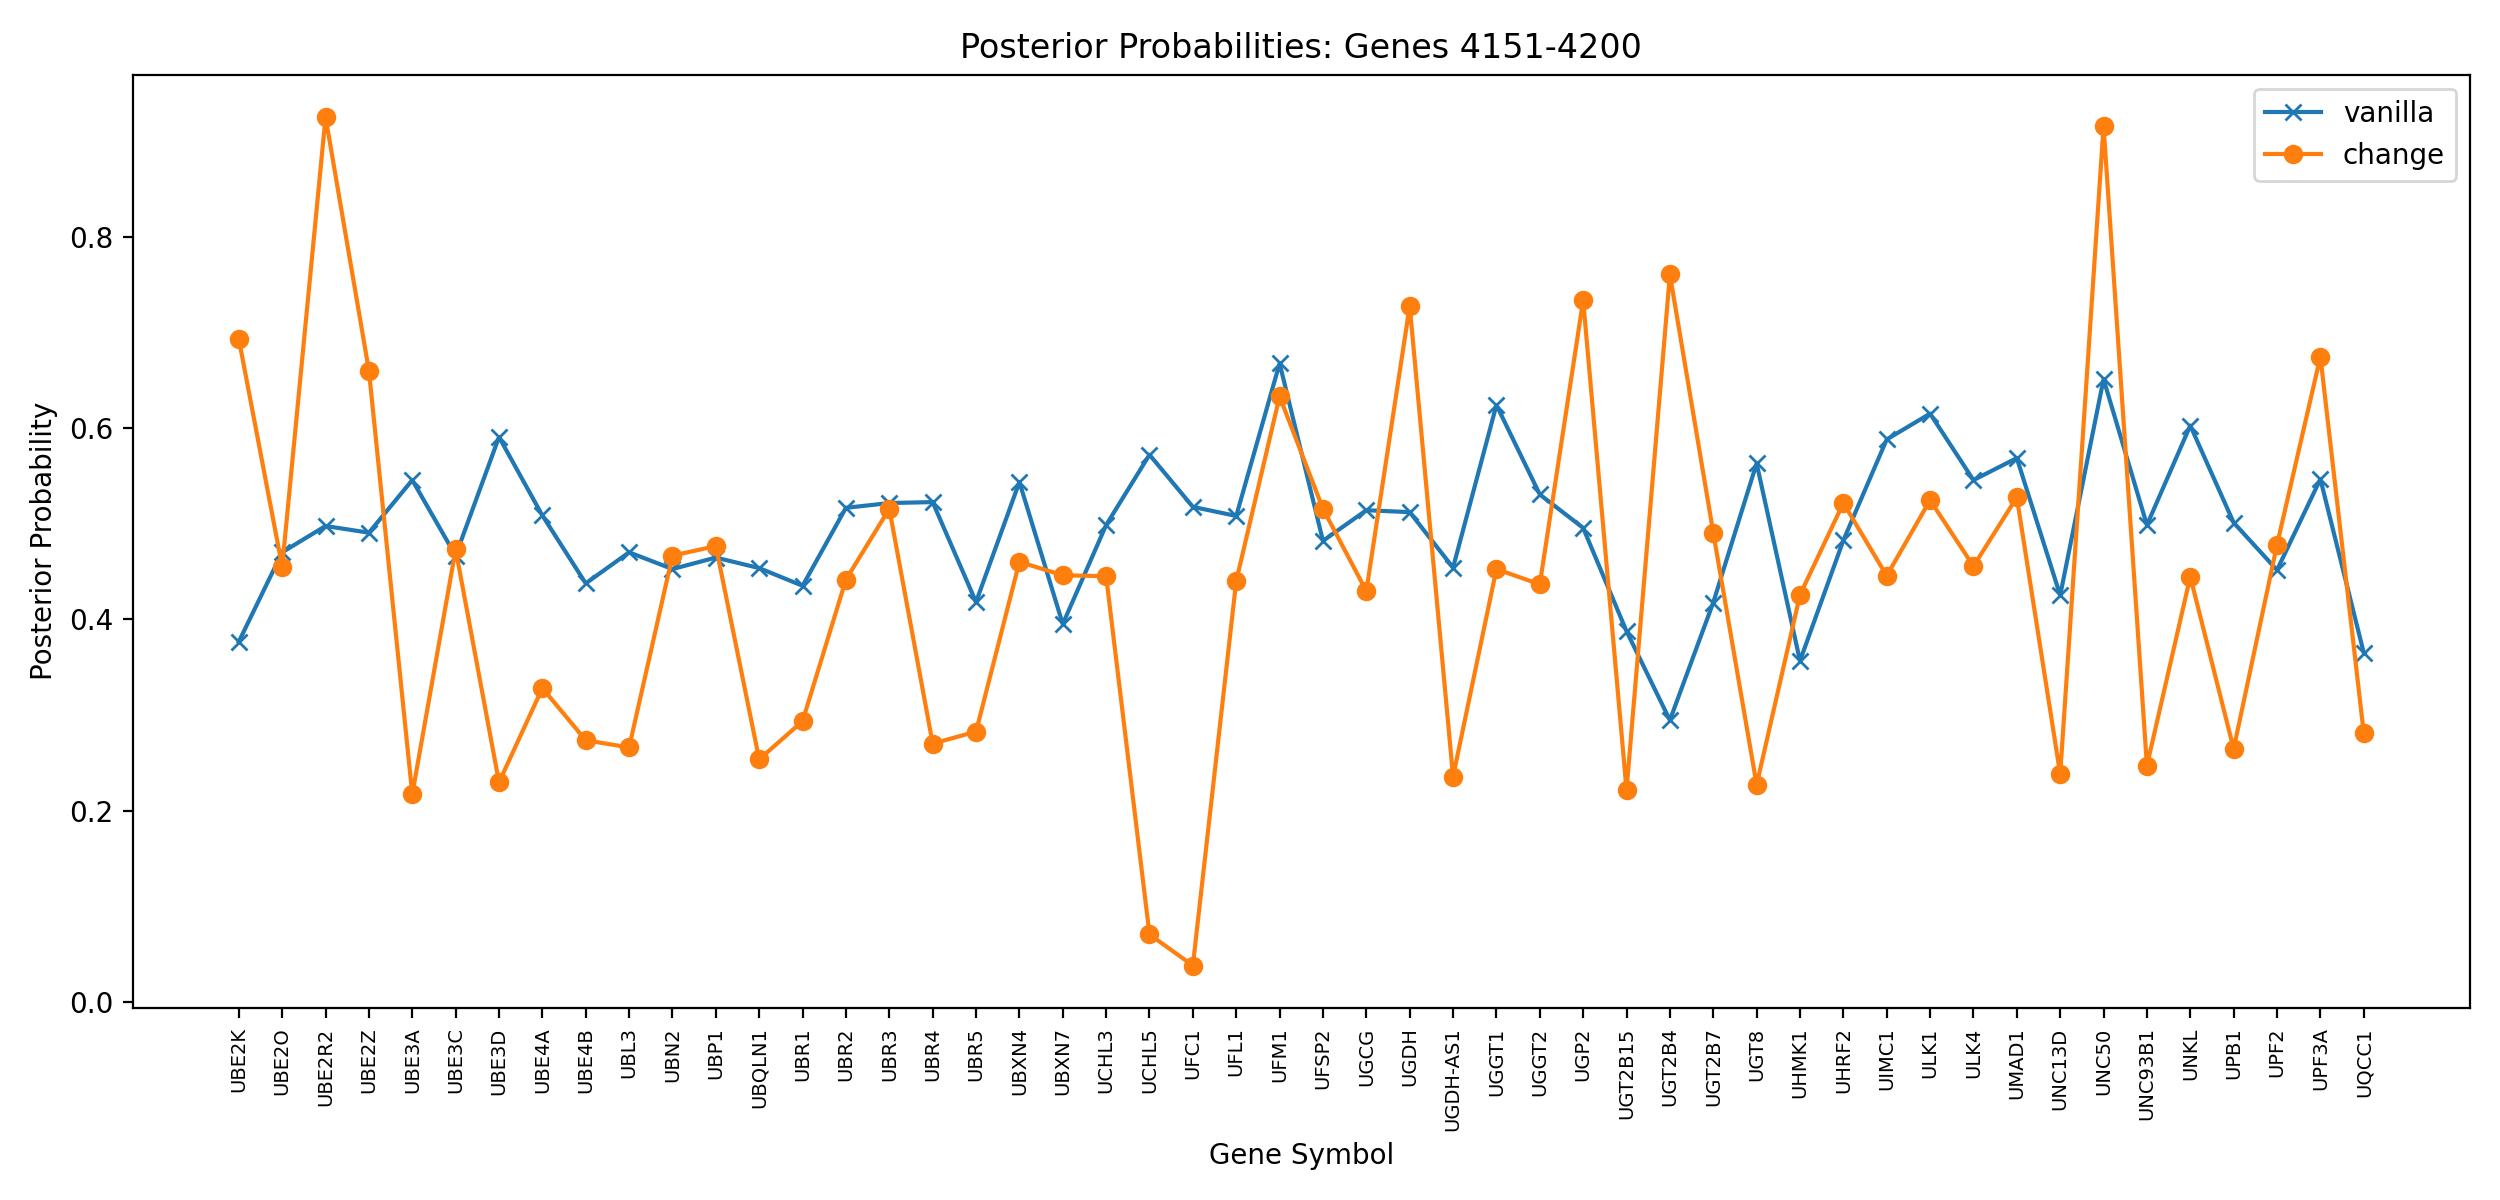 Posterior Probabilities: Genes 4151-4200
vanilla
change
Posterior Probability
0.8
0.6
0.4
0.2
0.0
UBE2K
UBE2O
UBE2R2
UBE2Z
UBE3A
UBE3C
UBE3D
UBE4A
UBE4B
UBL3
UBN2
UBP1
UBQLN1
UBR1
UBR2
UBR3
UBR4
UBR5
UBXN4
UBXN7
UCHL3
UCHL5
UFC1
UFL1
UFM1
UFSP2
UGCG
UGDH
UGDH-AS1
UGGT1
UGGT2
UGP2
UGT2B15
UGT2B4
UGT2B7
UGT8
UHMK1
UHRF2
UIMC1
ULK1
ULK4
UMAD1
UNC13D
UNC50
UNC93B1
UNKL
UPB1
UPF2
UPF3A
UQCC1
Gene Symbol